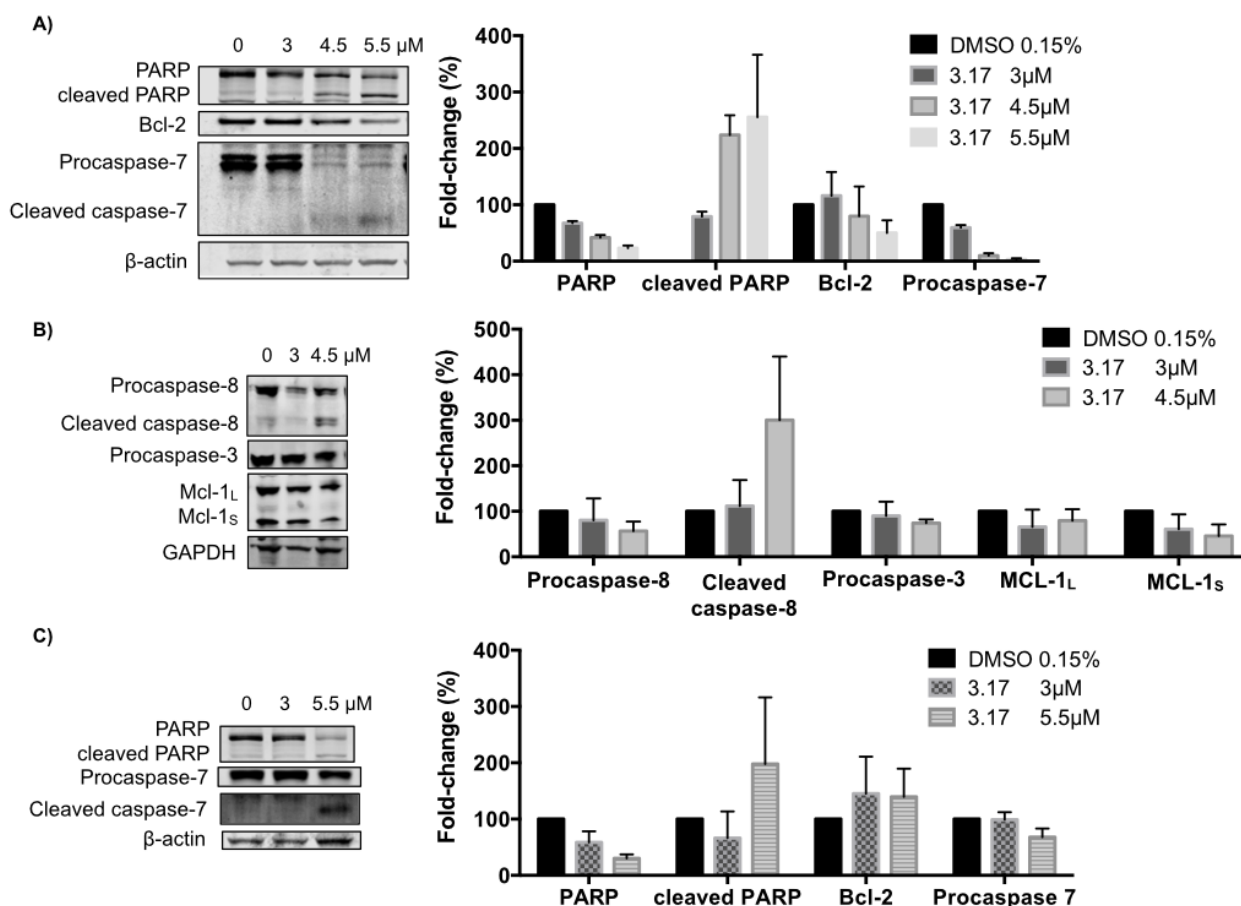 A)
0 3 4.5 5.5 µM
PARP
cleaved PARP
Bcl-2
Procaspase-7
Cleaved caspase-7
β-actin
Fold-change (%)
400
300
200
100
0
PARP cleaved PARP Bcl-2 Procaspase-7
DMSO 0.15%
3.17 3µM
3.17 4.5µM
3.17 5.5µM
B)
0 3 4.5 µM
Procaspase-8
Cleaved caspase-8
Procaspase-3
Mcl-1L
Mcl-1s
GAPDH
Fold-change (%)
500
400
300
200
100
0
Procaspase-8 Cleaved caspase-8 Procaspase-3 MCL-1L MCL-1s
DMSO 0.15%
3.17 3µM
3.17 4.5µM
C)
0 3 5.5 µM
PARP
cleaved PARP
Procaspase-7
Cleaved caspase-7
β-actin
Fold-change (%)
400
300
200
100
0
PARP cleaved PARP Bcl-2 Procaspase 7
DMSO 0.15%
3.17 3µM
3.17 5.5µM